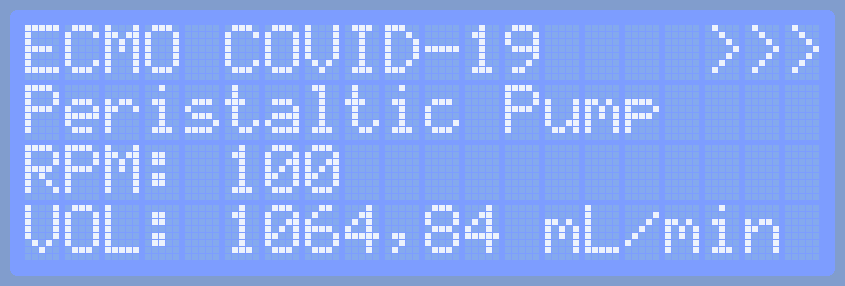 ECMO COVID-19 >>>
Peristaltic Pump
RPM: 100
VOL: 1064,84 mL/min